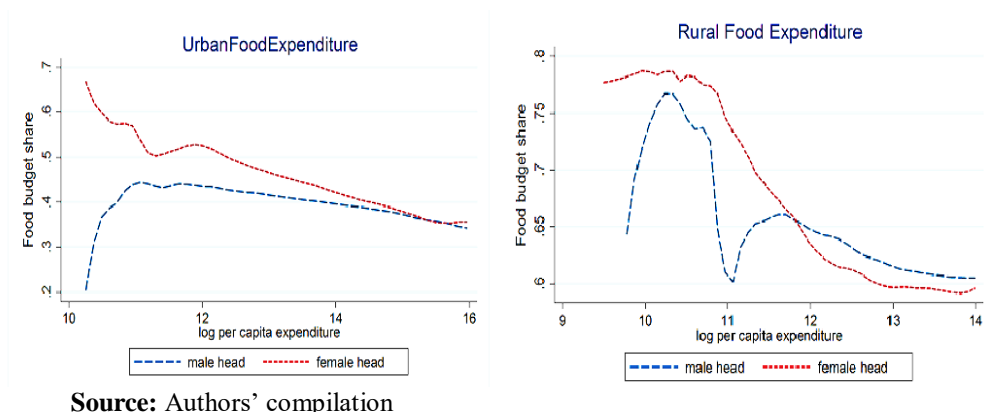 UrbanFoodExpenditure
Food budget share
.7
.6
.5
.4
.3
.2
10
12
14
16
log per capita expenditure
male head
female head
Rural Food Expenditure
Food budget share
.8
.75
.7
.65
.6
9
10
11
12
13
14
log per capita expenditure
male head
female head
Source: Authors’ compilation